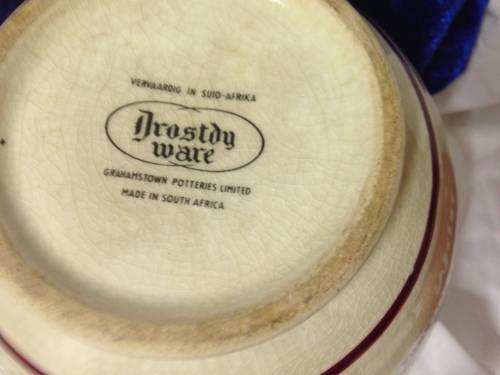 VERVAARDIG IN SUID-AFRIKA
Drostdy
ware
GRAHAMSTOWN POTTERIES LIMITED
MADE IN SOUTH AFRICA